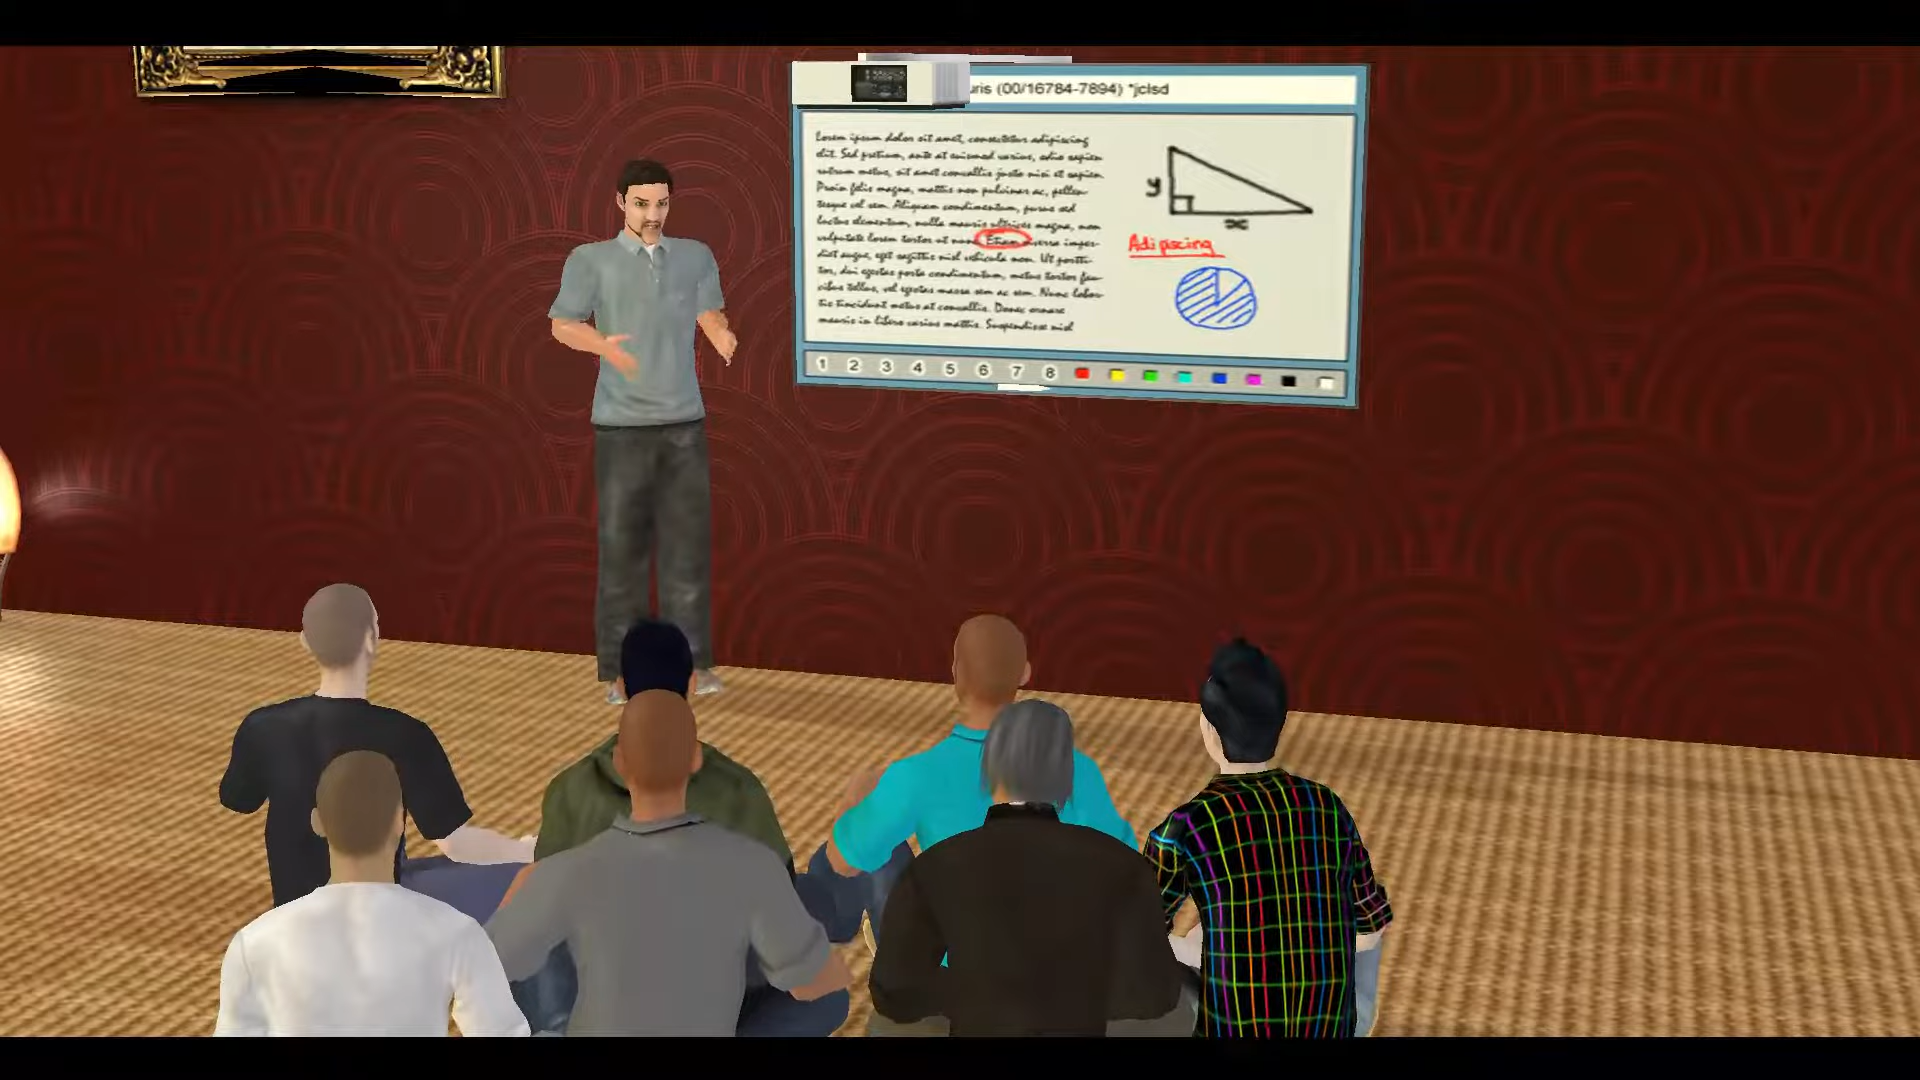 uris (00/16784-7894) *jclsd
Lorem ipsum dolor sit amet, consectetur adipiscing
elit. Sed pretium, ante at euismod varius, odio sapien
rutrum metus, sit amet convallis justo nisi et sapien.
Proin felis magna, mattis non pulvinar ac, pellen-
tesque vel sem. Aliquam condimentum, purus sed
luctus elementum, nulla mauris ultrices magna, non
vulputate lorem tortor ut nunc. Etiam viverra imper-
diet augue, eget sagittis nisl vehicula non. Ut portti-
tor, dui egestas porta condimentum, metus tortor fau-
cibus tellus, vel egestas massa sem ac sem. Nunc lobor-
tis tincidunt metus at convallis. Donec ornare
mauris in libero varius mattis. Suspendisse nisl
y
x
Adipiscing
1 2 3 4 5 6 7 8